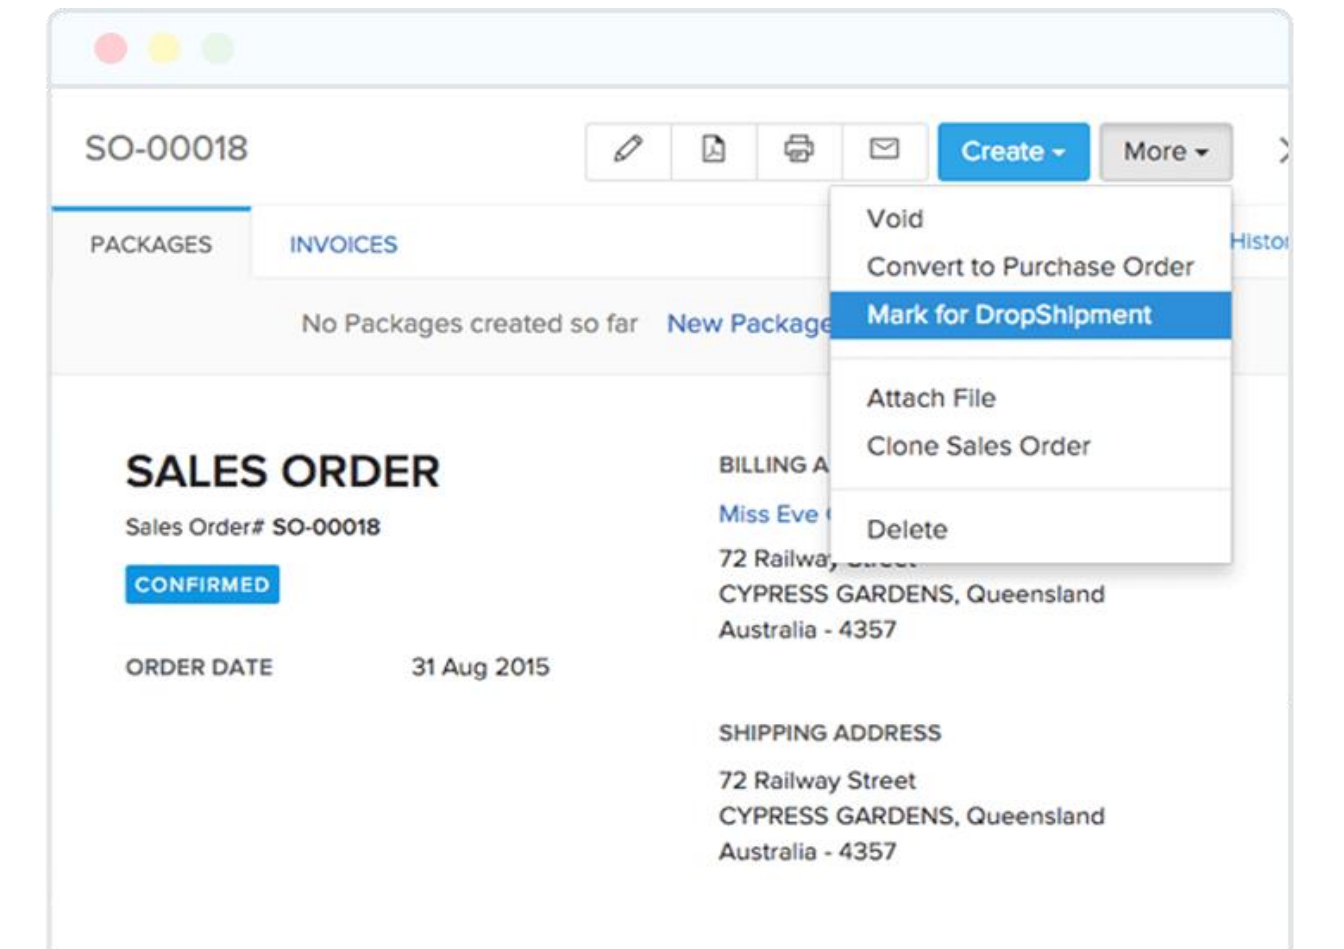 SO-00018
Create
More
PACKAGES
INVOICES
Void
Convert to Purchase Order
Mark for DropShipment
Attach File
Clone Sales Order
Delete
No Packages created so far New Package
SALES ORDER
Sales Order# SO-00018
CONFIRMED
ORDER DATE 31 Aug 2015
BILLING
Miss Eve
72 Railway Street
CYPRESS GARDENS, Queensland
Australia - 4357
SHIPPING ADDRESS
72 Railway Street
CYPRESS GARDENS, Queensland
Australia - 4357